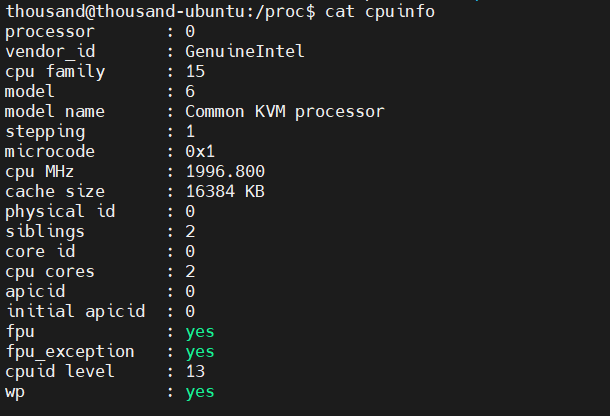 thousand@thousand-ubuntu:/proc$ cat cpuinfo
processor : 0
vendor_id : GenuineIntel
cpu family : 15
model : 6
model name : Common KVM processor
stepping : 1
microcode : 0x1
cpu MHz : 1996.800
cache size : 16384 KB
physical id : 0
siblings : 2
core id : 0
cpu cores : 2
apicid : 0
initial apicid : 0
fpu : yes
fpu_exception : yes
cpuid level : 13
wp : yes